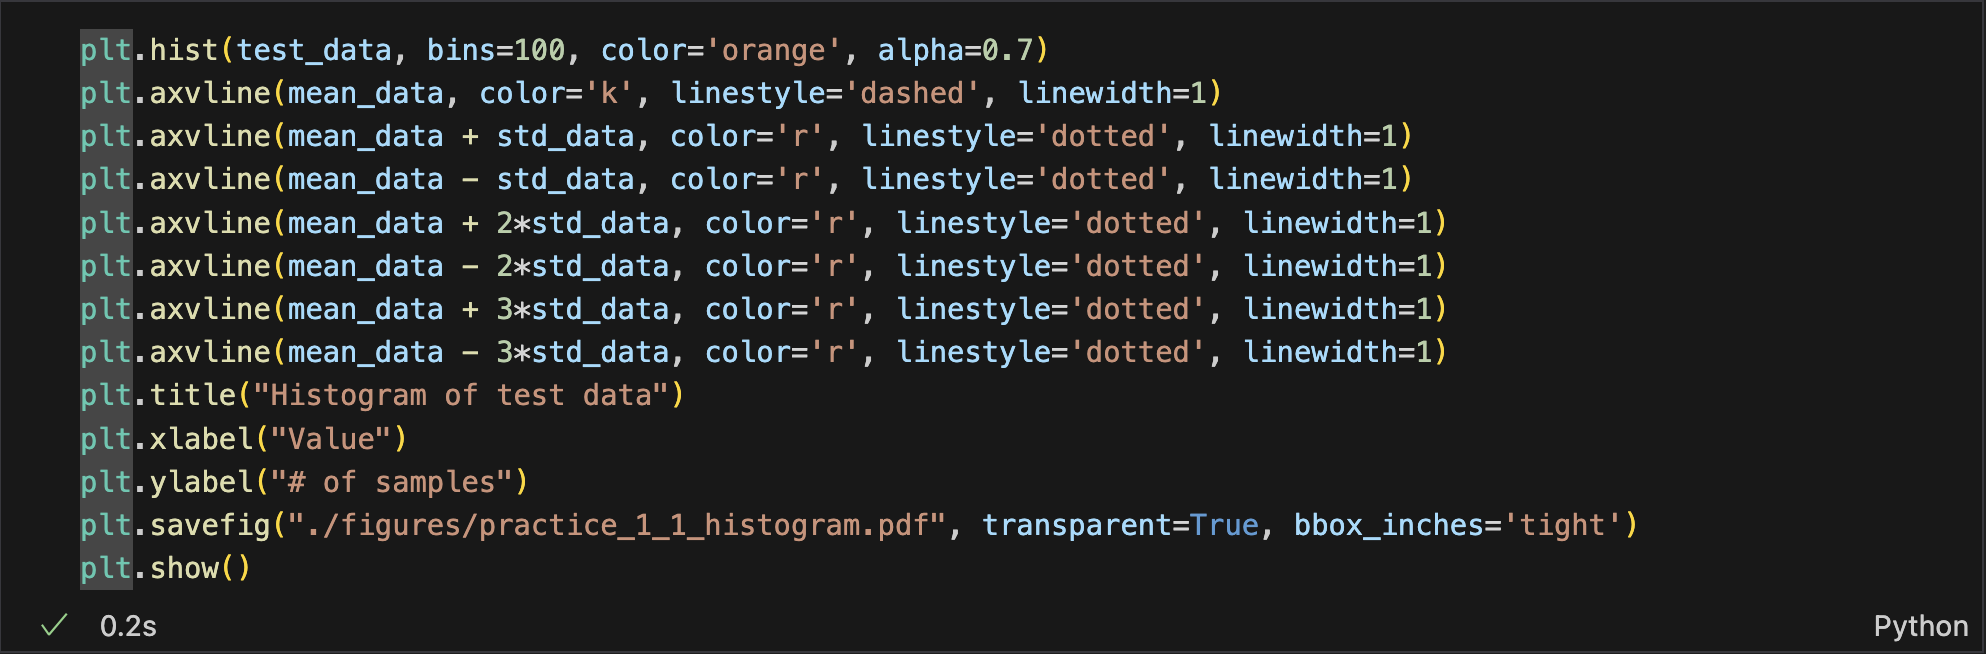 plt.hist(test_data, bins=100, color='orange', alpha=0.7)
plt.axvline(mean_data, color='k', linestyle='dashed', linewidth=1)
plt.axvline(mean_data + std_data, color='r', linestyle='dotted', linewidth=1)
plt.axvline(mean_data - std_data, color='r', linestyle='dotted', linewidth=1)
plt.axvline(mean_data + 2*std_data, color='r', linestyle='dotted', linewidth=1)
plt.axvline(mean_data - 2*std_data, color='r', linestyle='dotted', linewidth=1)
plt.axvline(mean_data + 3*std_data, color='r', linestyle='dotted', linewidth=1)
plt.axvline(mean_data - 3*std_data, color='r', linestyle='dotted', linewidth=1)
plt.title("Histogram of test data")
plt.xlabel("Value")
plt.ylabel("# of samples")
plt.savefig("./figures/practice_1_1_histogram.pdf", transparent=True, bbox_inches='tight')
plt.show()
0.2s
Python